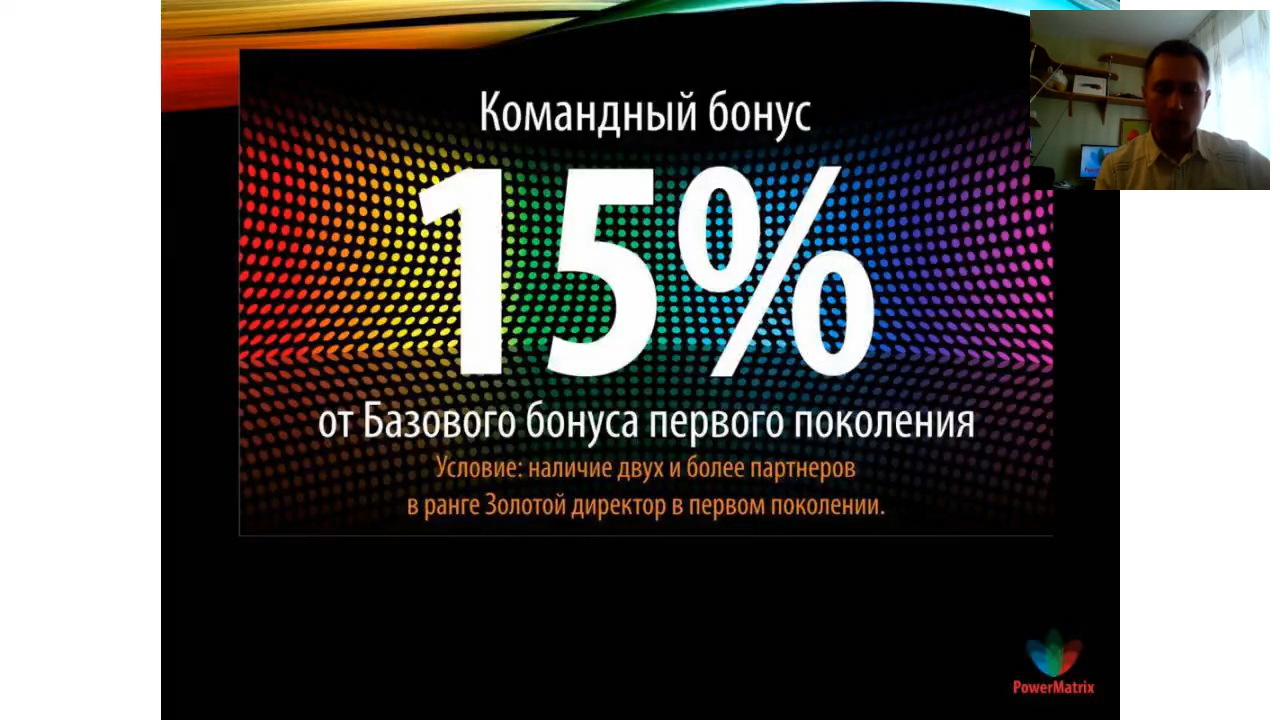 Командный бонус
15%
от Базового бонуса первого поколения
Условие: наличие двух и более партнеров
в ранге Золотой директор в первом поколении.
PowerMatrix